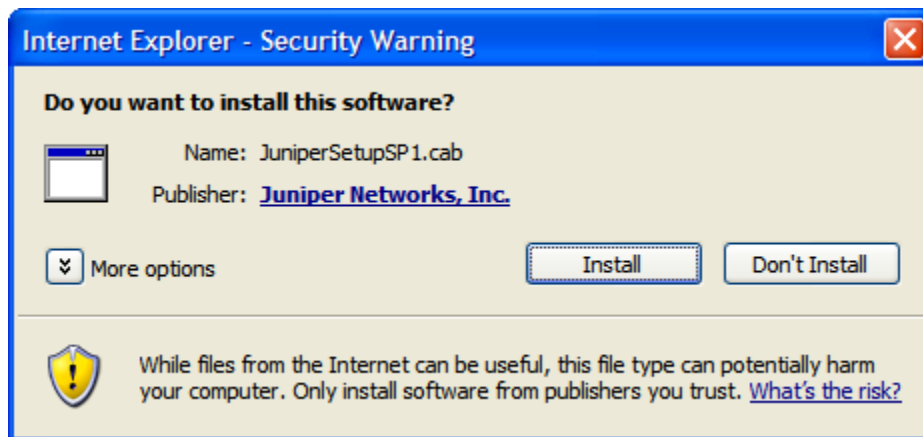 Internet Explorer - Security Warning
Do you want to install this software?
Name: JuniperSetupSP1.cab
Publisher: Juniper Networks, Inc.
More options
Install
Don't Install
While files from the Internet can be useful, this file type can potentially harm
your computer. Only install software from publishers you trust. What's the risk?